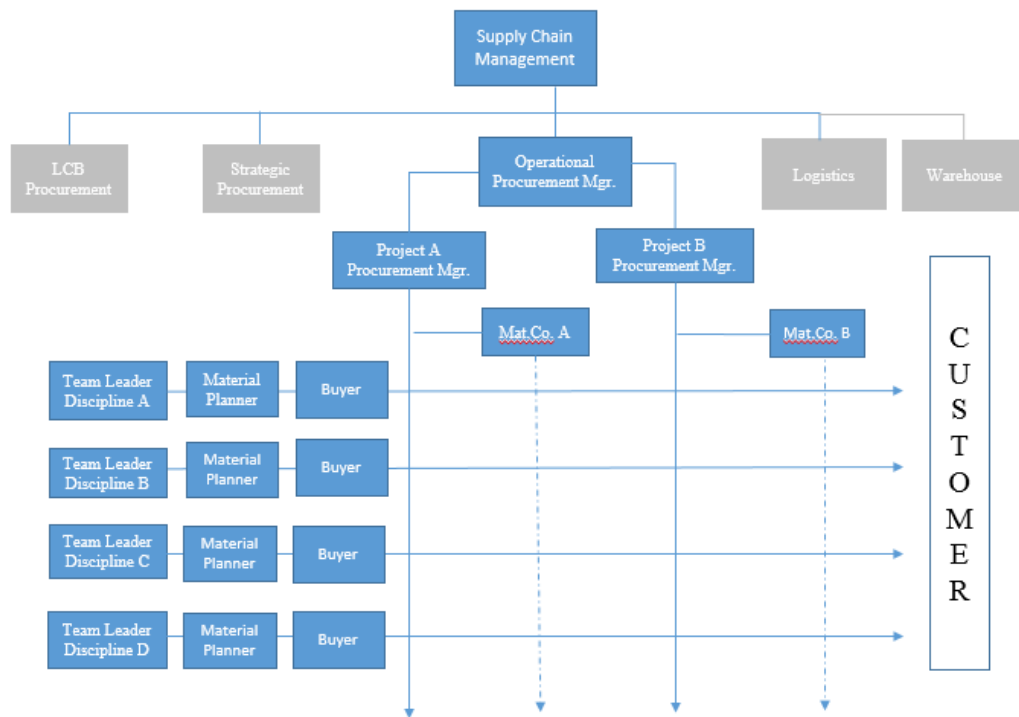 Supply Chain
Management
LCB
Procurement
Strategic
Procurement
Operational
Procurement Mgr.
Logistics
Warehouse
Project A
Procurement Mgr.
Project B
Procurement Mgr.
Mat.Co. A
Mat.Co. B
Team Leader
Discipline A
Material
Planner
Buyer
Team Leader
Discipline B
Material
Planner
Buyer
Team Leader
Discipline C
Material
Planner
Buyer
Team Leader
Discipline D
Material
Planner
Buyer
C
U
S
T
O
M
E
R